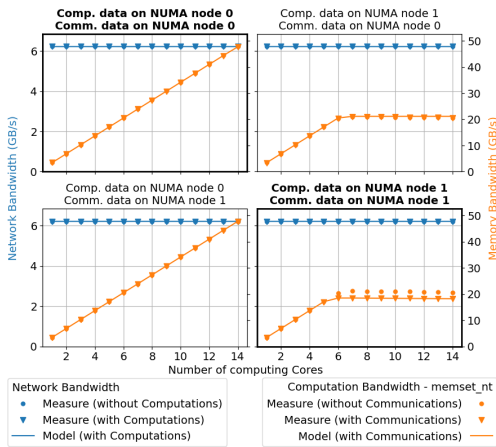 Comp. data on NUMA node 0
Comm. data on NUMA node 0
Comp. data on NUMA node 1
Comm. data on NUMA node 0
6
4
2
0
50
40
30
20
10
0
Comp. data on NUMA node 0
Comm. data on NUMA node 1
Comp. data on NUMA node 1
Comm. data on NUMA node 1
6
4
2
0
50
40
30
20
10
0
2 4 6 8 10 12 14
2 4 6 8 10 12 14
Network Bandwidth (GB/s)
Memory Bandwidth (GB/s)
Number of computing Cores
Network Bandwidth
Measure (without Computations)
Measure (with Computations)
Model (with Computations)
Computation Bandwidth - memset_nt
Measure (without Communications)
Measure (with Communications)
Model (with Communications)